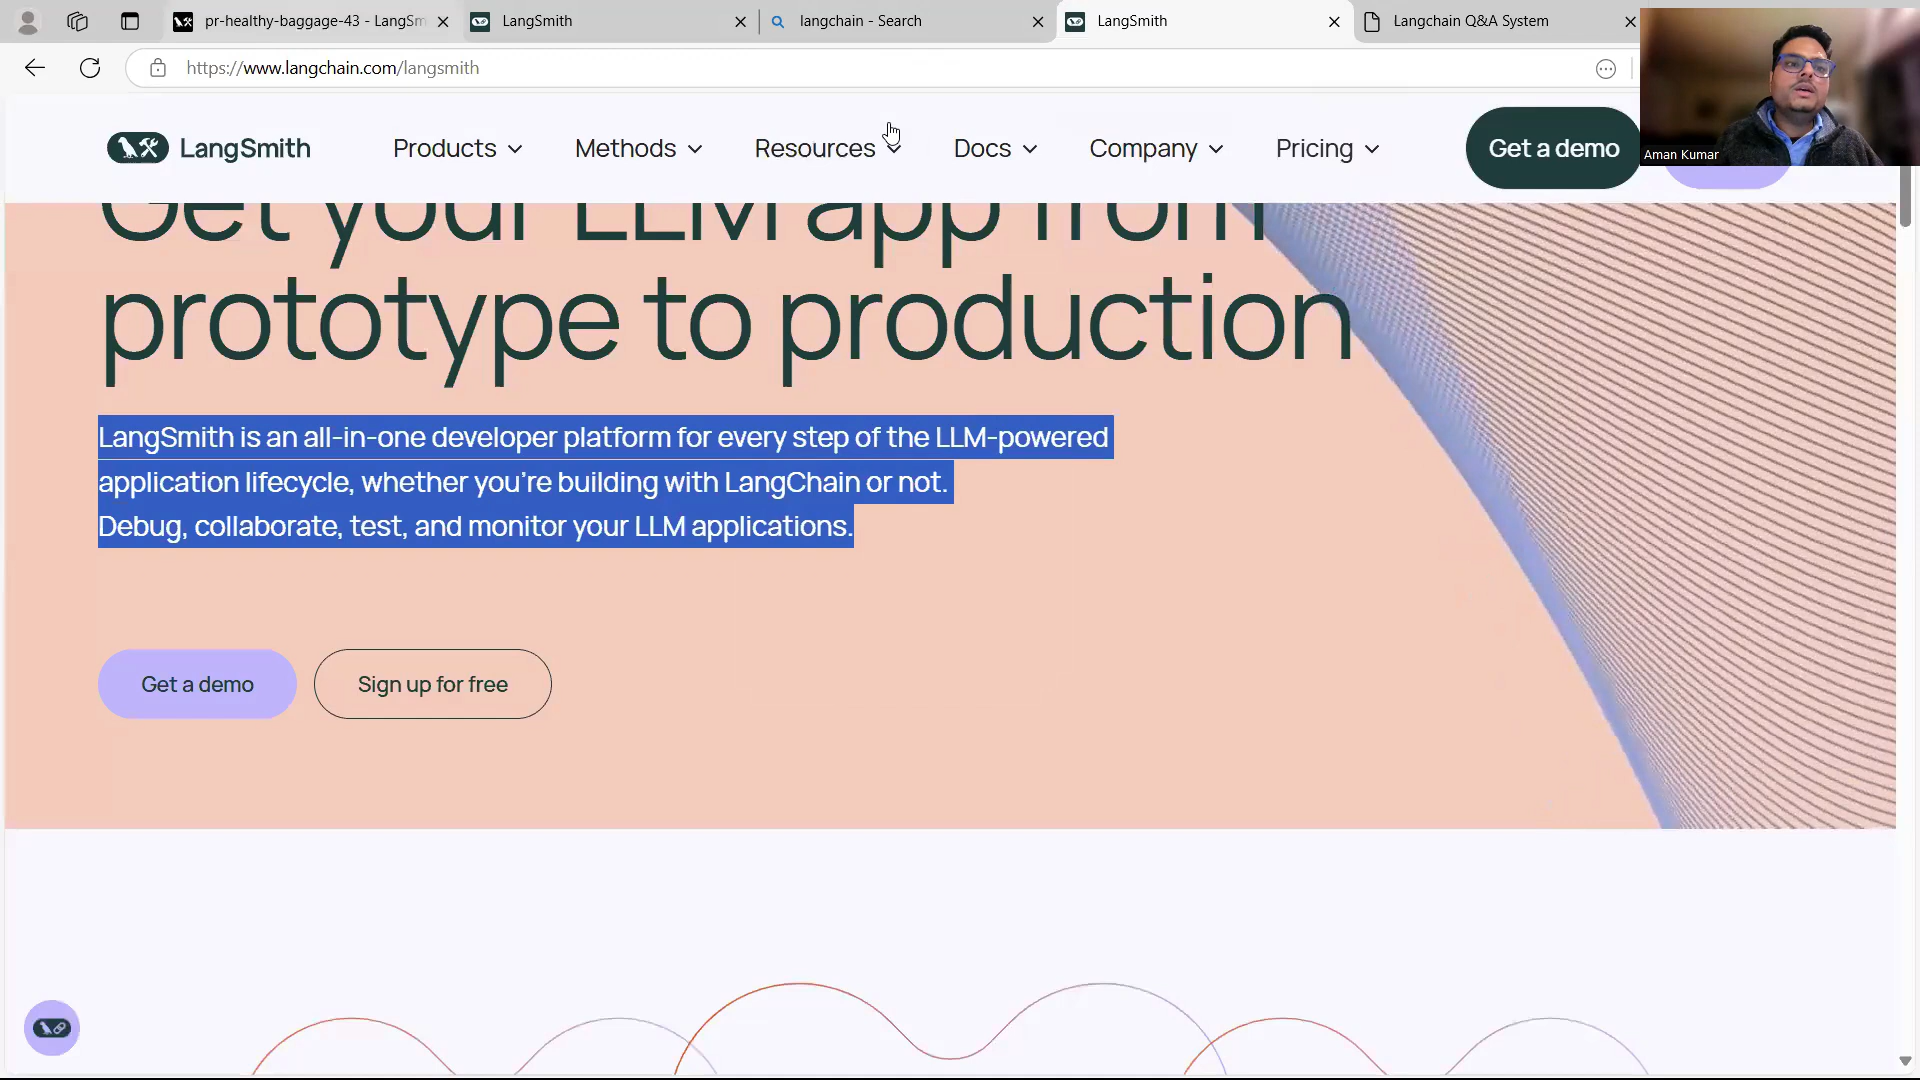 pr-healthy-baggage-43 - LangSm
LangSmith
langchain - Search
LangSmith
Langchain Q&A System
https://www.langchain.com/langsmith
LangSmith
Products
Methods
Resources
Docs
Company
Pricing
Get a demo
Aman Kumar
Get your LLM app from
prototype to production
LangSmith is an all-in-one developer platform for every step of the LLM-powered
application lifecycle, whether you’re building with LangChain or not.
Debug, collaborate, test, and monitor your LLM applications.
Get a demo
Sign up for free